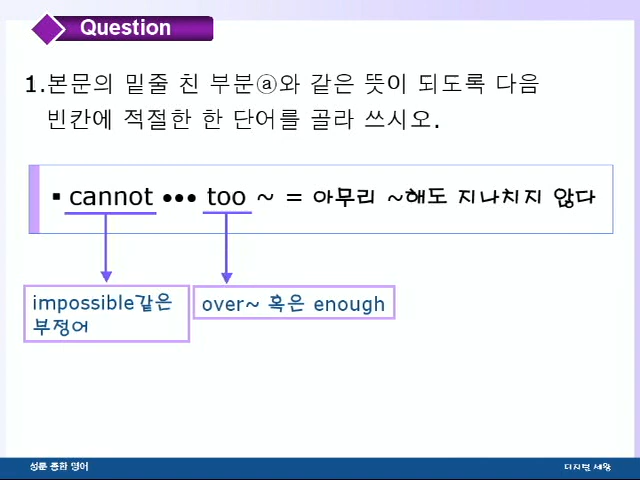 Question
1.본문의 밑줄 친 부분ⓐ와 같은 뜻이 되도록 다음
빈칸에 적절한 한 단어를 골라 쓰시오.
▪ cannot ••• too ~ = 아무리 ~해도 지나치지 않다
impossible같은
부정어
over~ 혹은 enough
성문 종합 영어
디지털 세왕